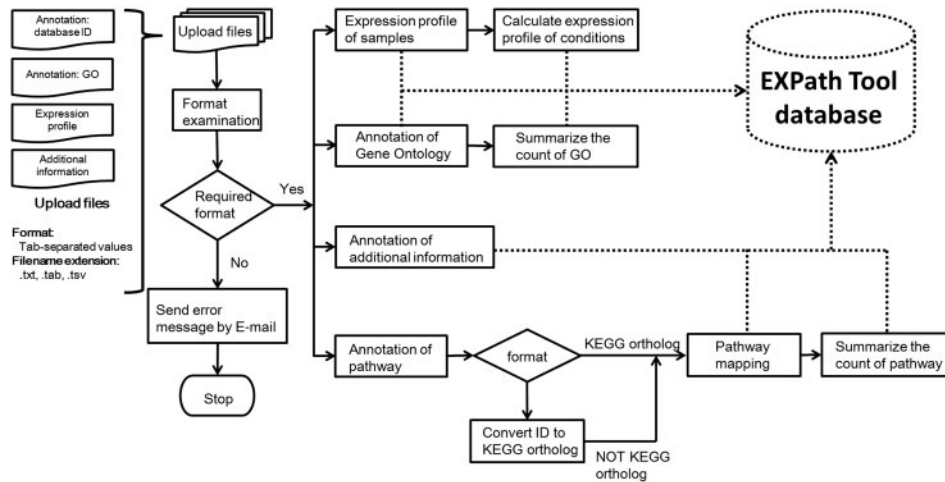 Annotation:
database ID
Annotation: GO
Expression
profile
Additional
information
Upload files
Format:
Tab-separated values
Filename extension:
.txt, .tab, .tsv
Upload files
Format
examination
Required
format
Yes
No
Send error
message by E-mail
Stop
Expression profile
of samples
Calculate expression
profile of conditions
Annotation of
Gene Ontology
Summarize the
count of GO
Annotation of
additional information
Annotation of
pathway
format
KEGG ortholog
Convert ID to
KEGG ortholog
NOT KEGG
ortholog
Pathway
mapping
Summarize the
count of pathway
EXPath Tool
database